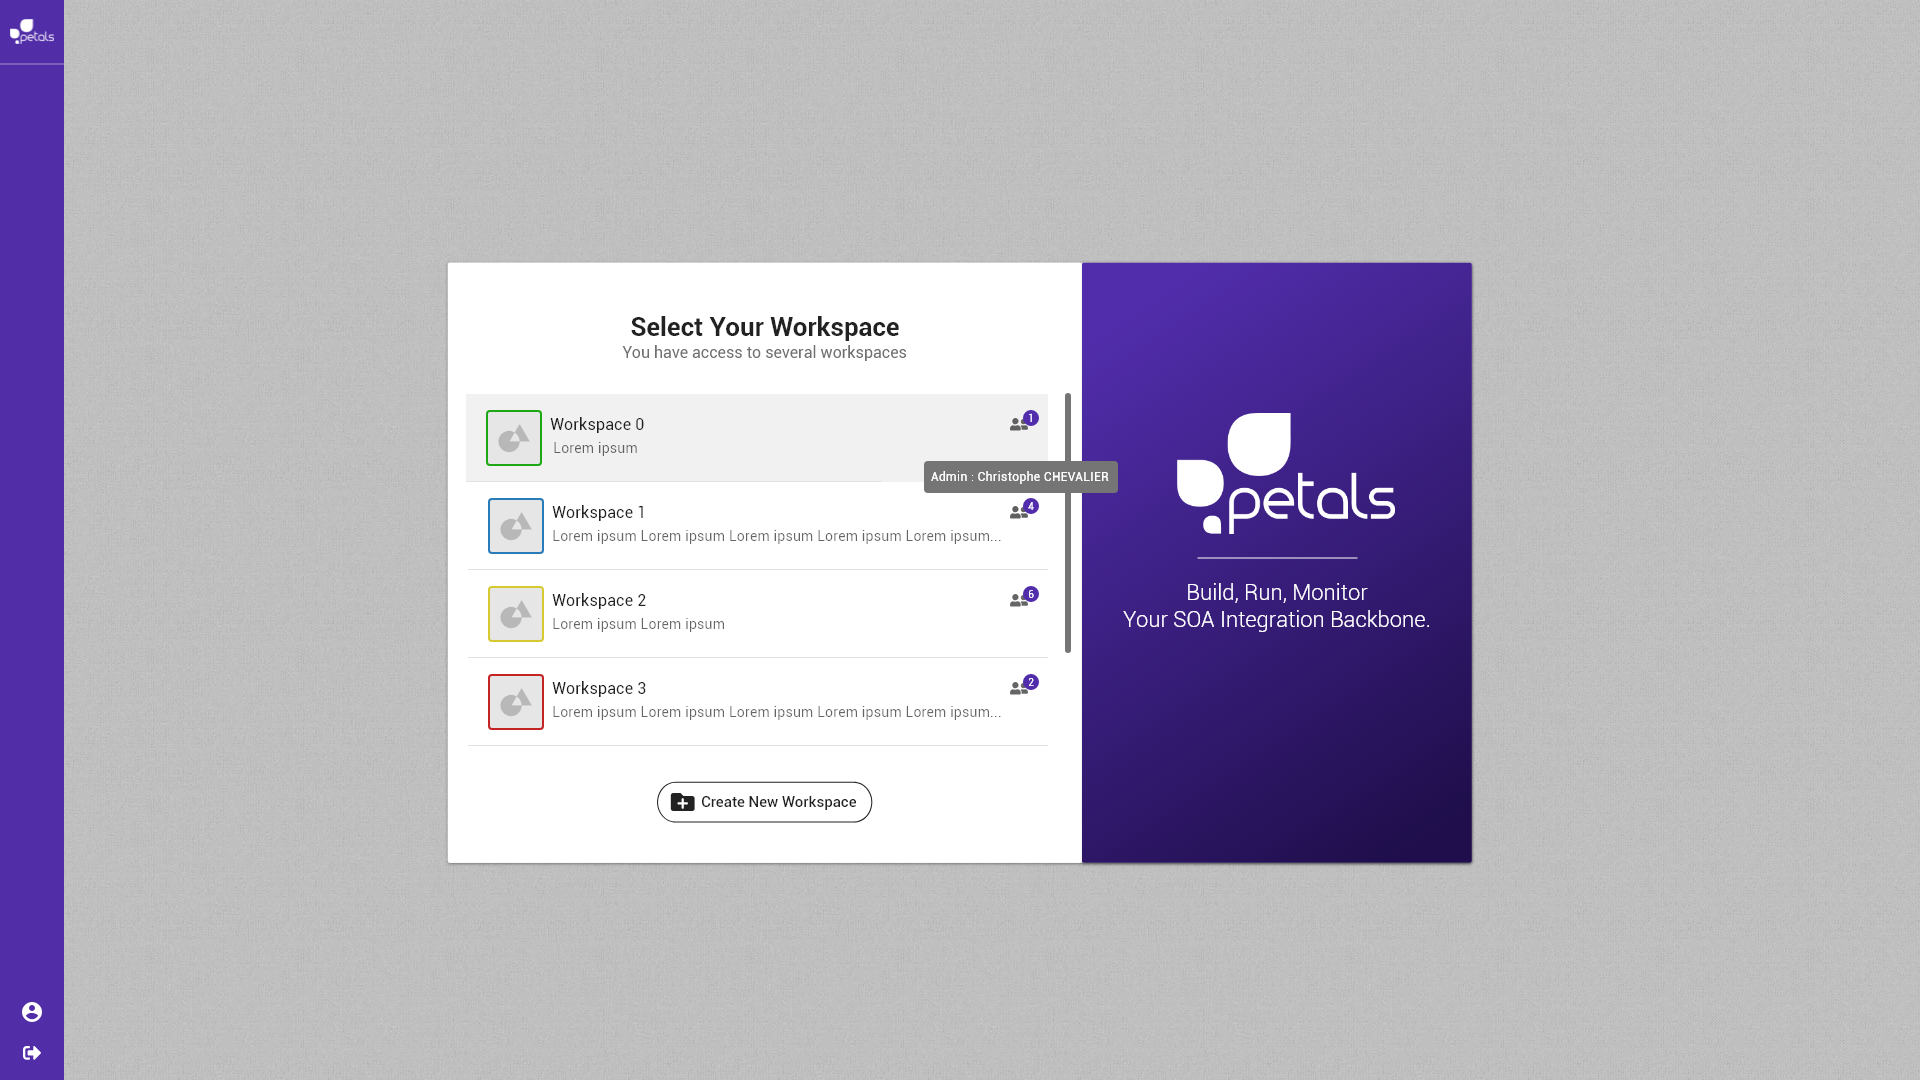 petals
Select Your Workspace
You have access to several workspaces
Workspace 0
1
Lorem ipsum
Admin : Christophe CHEVALIER
Workspace 1
4
Lorem ipsum Lorem ipsum Lorem ipsum Lorem ipsum Lorem ipsum...
Workspace 2
6
Lorem ipsum Lorem ipsum
Workspace 3
2
Lorem ipsum Lorem ipsum Lorem ipsum Lorem ipsum Lorem ipsum...
Create New Workspace
petals
Build, Run, Monitor
Your SOA Integration Backbone.